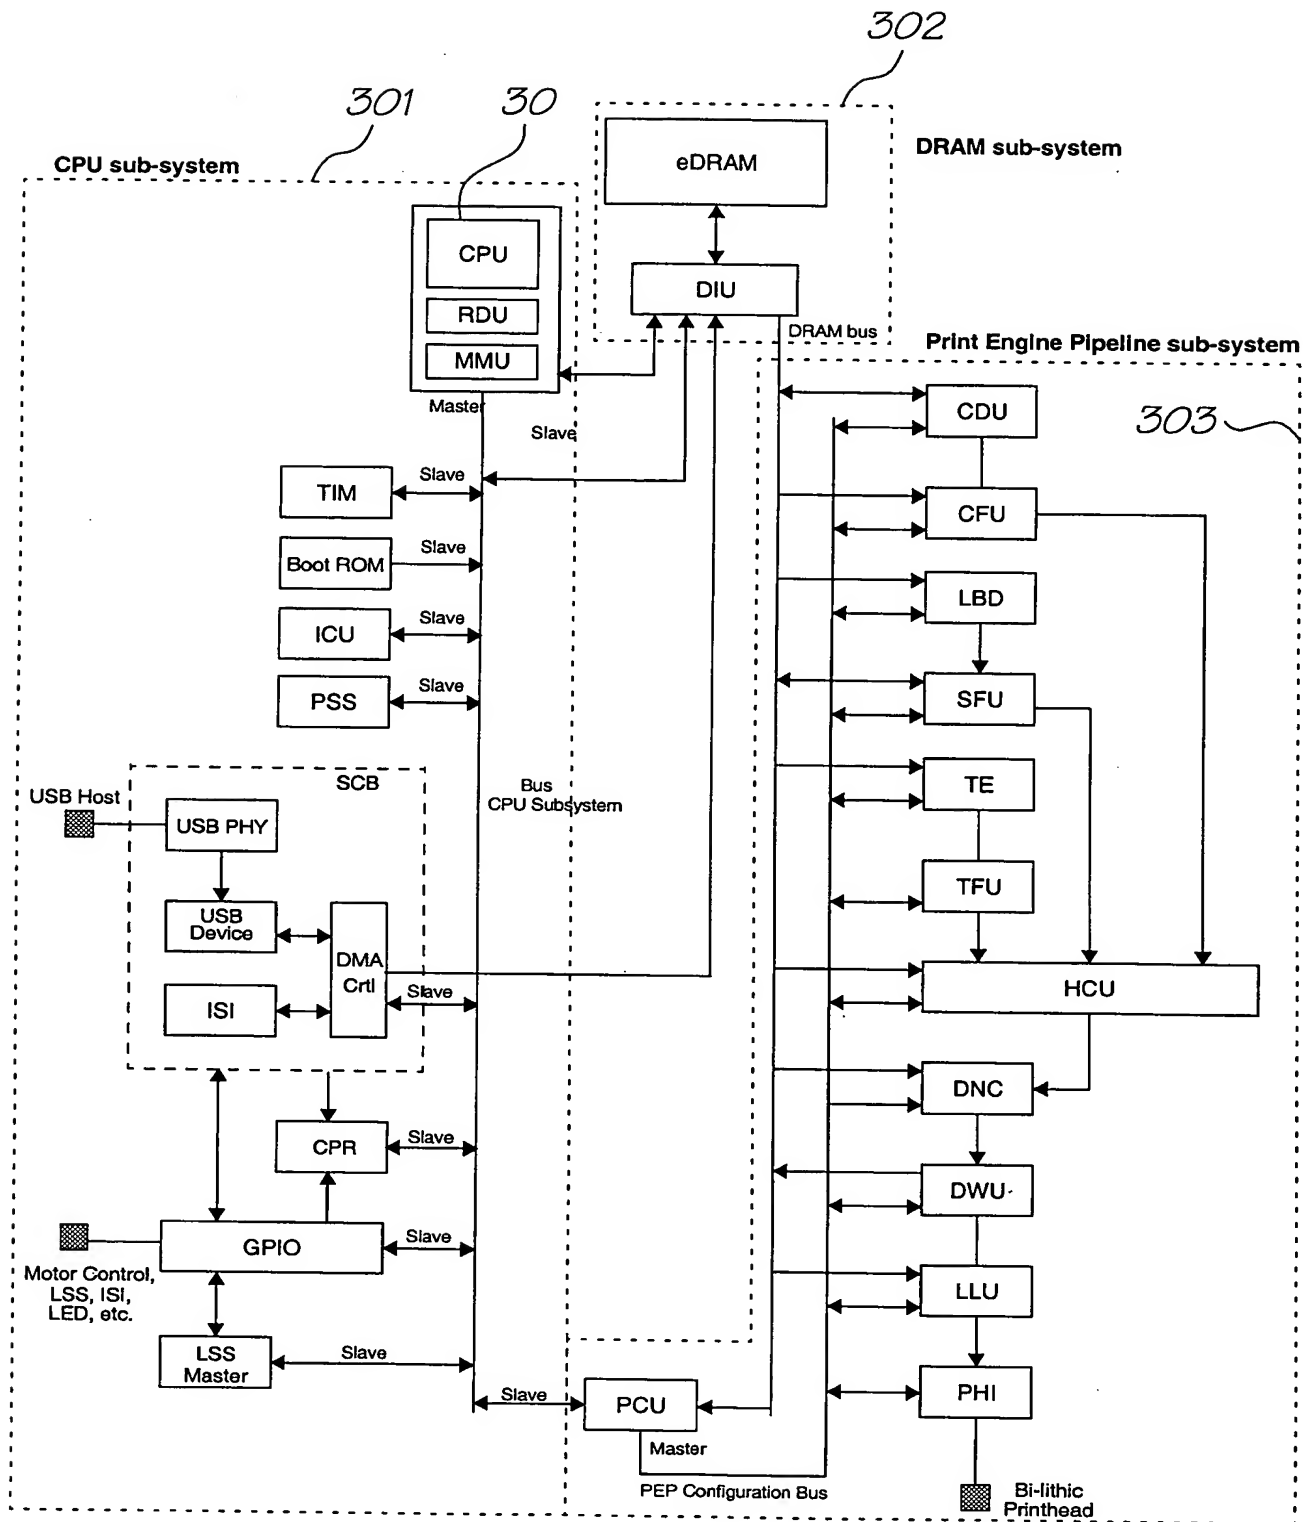 302
301
30
CPU sub-system
eDRAM
DRAM sub-system
CPU
DIU
RDU
DRAM bus
Print Engine Pipeline sub-system
MMU
Master
CDU
303
Slave
TIM
Slave
CFU
Boot ROM
Slave
LBD
ICU
Slave
PSS
Slave
SFU
SCB
Bus
CPU Subsystem
TE
USB Host
USB PHY
TFU
USB
Device
DMA
Crtl
HCU
ISI
Slave
DNC
CPR
Slave
DWU
GPIO
Slave
Motor Control,
LSS, ISI,
LED, etc.
LLU
LSS
Master
Slave
PHI
Slave
PCU
Master
PEP Configuration Bus
Bi-lithic
Printhead